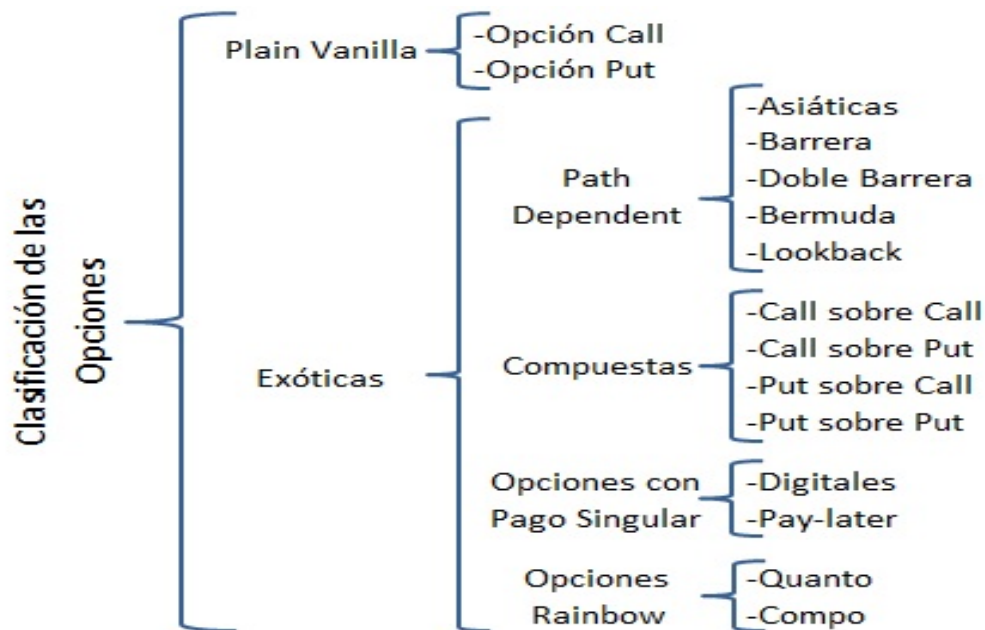 Clasificación de las
Opciones
Plain Vanilla
-Opción Call
-Opción Put
Exóticas
Path
Dependent
-Asiáticas
-Barrera
-Doble Barrera
-Bermuda
-Lookback
Compuestas
-Call sobre Call
-Call sobre Put
-Put sobre Call
-Put sobre Put
Opciones con
Pago Singular
-Digitales
-Pay-later
Opciones
Rainbow
-Quanto
-Compo